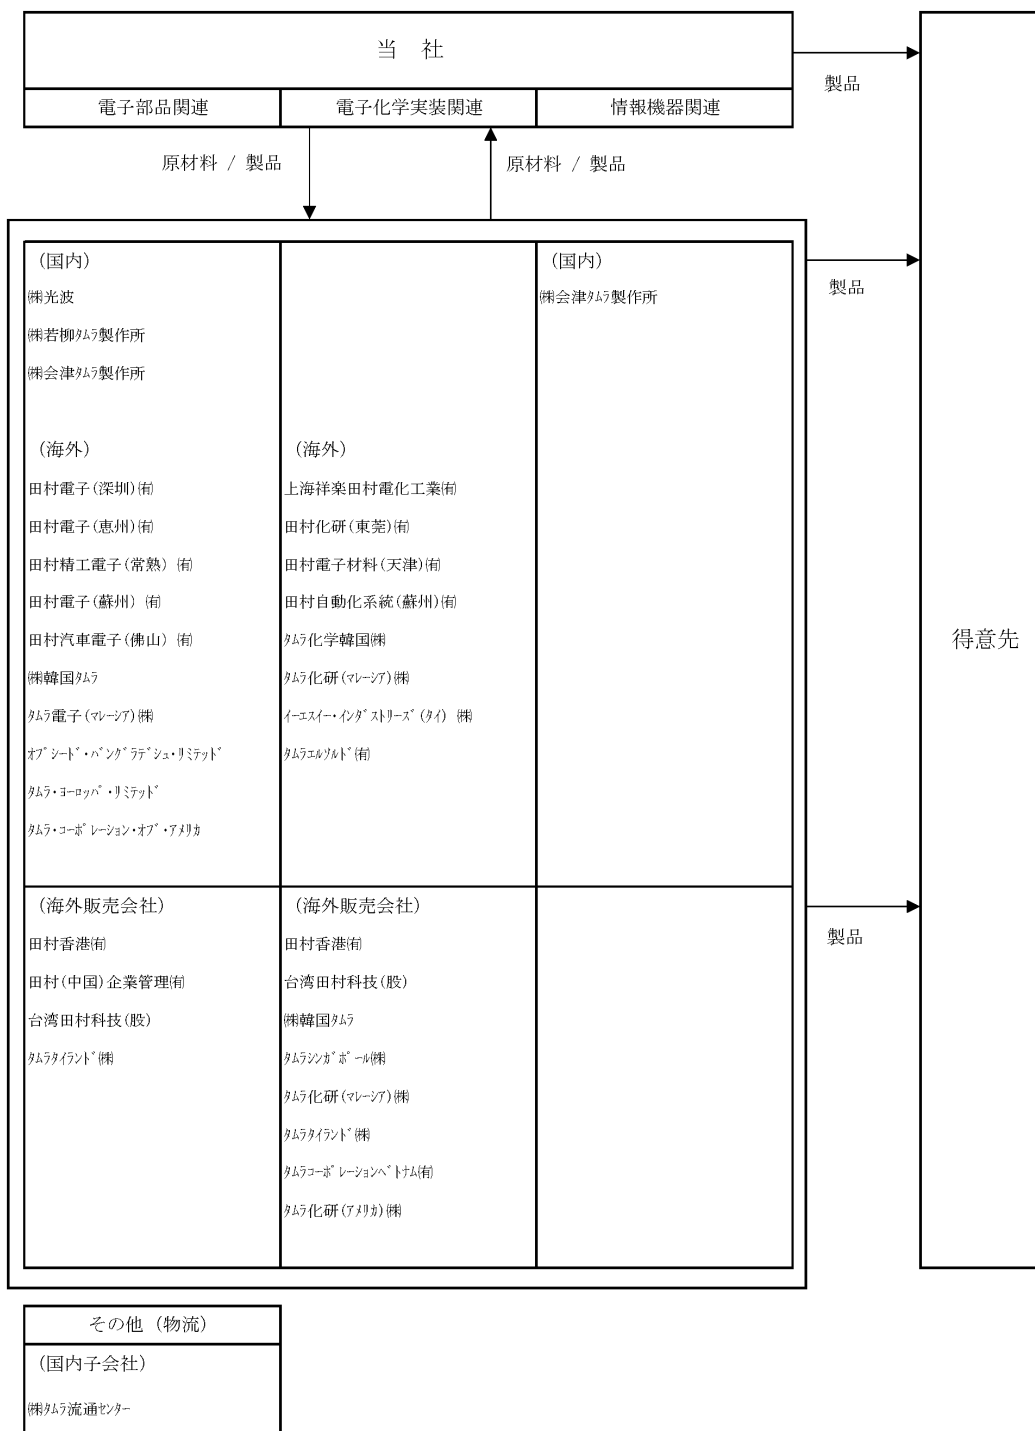 当　社
製品
電子部品関連
電子化学実装関連
情報機器関連
原材料 / 製品
原材料 / 製品
（国内）
㈱光波
㈱若柳ﾀﾑﾗ製作所
㈱会津ﾀﾑﾗ製作所
（海外）
田村電子(深圳)㈲
田村電子(恵州)㈲
田村精工電子(常熟) ㈲
田村電子(蘇州) ㈲
田村汽車電子(佛山) ㈲
㈱韓国ﾀﾑﾗ
ﾀﾑﾗ電子(ﾏﾚｰｼｱ)㈱
ｵﾌﾟｼｰﾄﾞ・ﾊﾞﾝｸﾞﾗﾃﾞｼｭ・ﾘﾐﾃｯﾄﾞ
ﾀﾑﾗ・ﾖｰﾛｯﾊﾟ・ﾘﾐﾃｯﾄﾞ
ﾀﾑﾗ・ｺｰﾎﾟﾚｰｼｮﾝ・ｵﾌﾞ・ｱﾒﾘｶ
（海外）
上海祥楽田村電化工業㈲
田村化研(東莞)㈲
田村電子材料(天津)㈲
田村自動化系統(蘇州)㈲
ﾀﾑﾗ化学韓国㈱
ﾀﾑﾗ化研(ﾏﾚｰｼｱ)㈱
ｲｰｴｽｲｰ・ｲﾝﾀﾞｽﾄﾘｰｽﾞ(ﾀｲ) ㈱
ﾀﾑﾗｴﾙｿﾙﾄﾞ㈲
（国内）
㈱会津ﾀﾑﾗ製作所
製品
得意先
（海外販売会社）
田村香港㈲
田村(中国)企業管理㈲
台湾田村科技(股)
ﾀﾑﾗﾀｲﾗﾝﾄﾞ㈱
（海外販売会社）
田村香港㈲
台湾田村科技(股)
㈱韓国ﾀﾑﾗ
ﾀﾑﾗｼﾝｶﾞﾎﾟｰﾙ㈱
ﾀﾑﾗ化研(ﾏﾚｰｼｱ)㈱
ﾀﾑﾗﾀｲﾗﾝﾄﾞ㈱
ﾀﾑﾗｺｰﾎﾟﾚｰｼｮﾝﾍﾞﾄﾅﾑ㈲
ﾀﾑﾗ化研(ｱﾒﾘｶ)㈱
製品
その他（物流）
（国内子会社）
㈱ﾀﾑﾗ流通ｾﾝﾀｰ